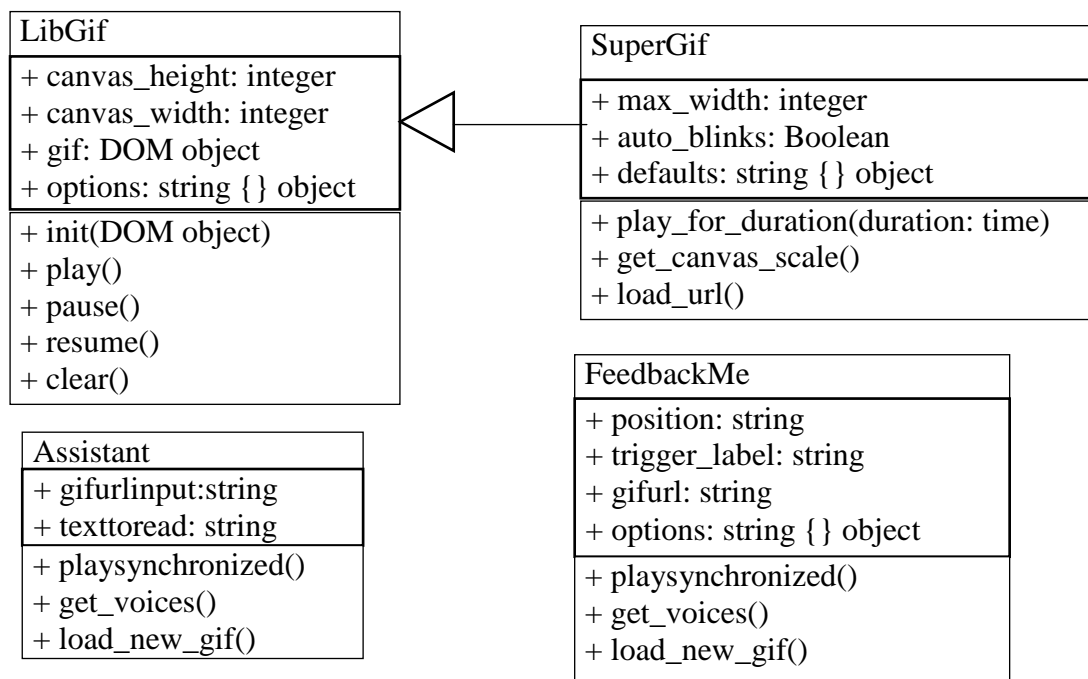 LibGif
+ canvas_height: integer
+ canvas_width: integer
+ gif: DOM object
+ options: string {} object
+ init(DOM object)
+ play()
+ pause()
+ resume()
+ clear()
SuperGif
+ max_width: integer
+ auto_blinks: Boolean
+ defaults: string {} object
+ play_for_duration(duration: time)
+ get_canvas_scale()
+ load_url()
Assistant
+ gifurlinput:string
+ texttoread: string
+ playsynchronized()
+ get_voices()
+ load_new_gif()
FeedbackMe
+ position: string
+ trigger_label: string
+ gifurl: string
+ options: string {} object
+ playsynchronized()
+ get_voices()
+ load_new_gif()